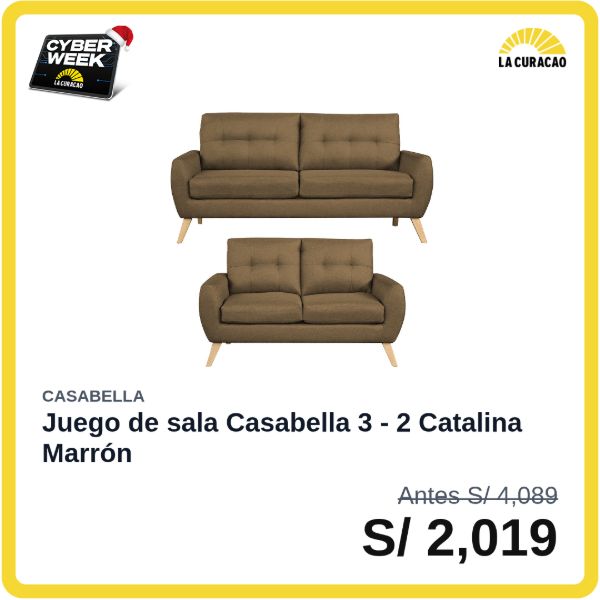 CYBER
WEEK
LA CURACAO
LA CURACAO
CASABELLA
Juego de sala Casabella 3 - 2 Catalina
Marrón
Antes S/ 4,089
S/ 2,019